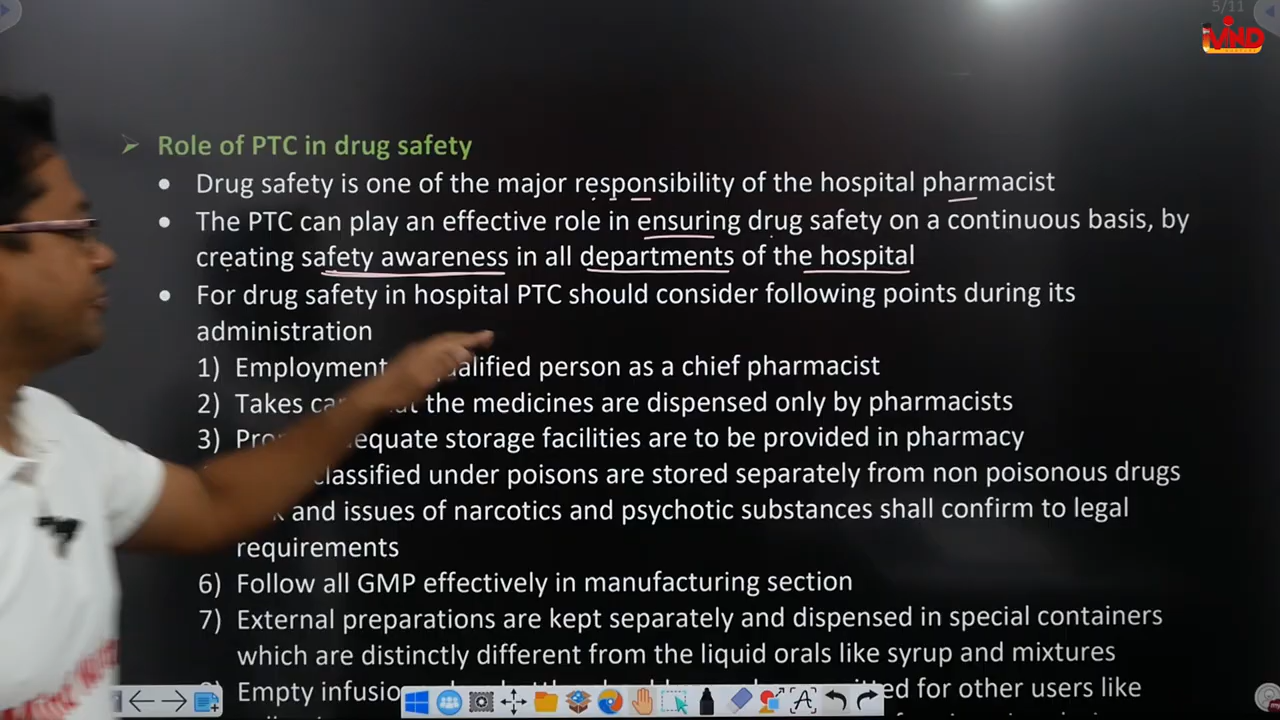 5/11
iVIND
➢ Role of PTC in drug safety
• Drug safety is one of the major responsibility of the hospital pharmacist
• The PTC can play an effective role in ensuring drug safety on a continuous basis, by
creating safety awareness in all departments of the hospital
• For drug safety in hospital PTC should consider following points during its
administration
1) Employment qualified person as a chief pharmacist
2) Takes the medicines are dispensed only by pharmacists
3) storage facilities are to be provided in pharmacy
classified under poisons are stored separately from non poisonous drugs
and issues of narcotics and psychotic substances shall confirm to legal
requirements
6) Follow all GMP effectively in manufacturing section
7) External preparations are kept separately and dispensed in special containers
which are distinctly different from the liquid orals like syrup and mixtures
Empty for other users like